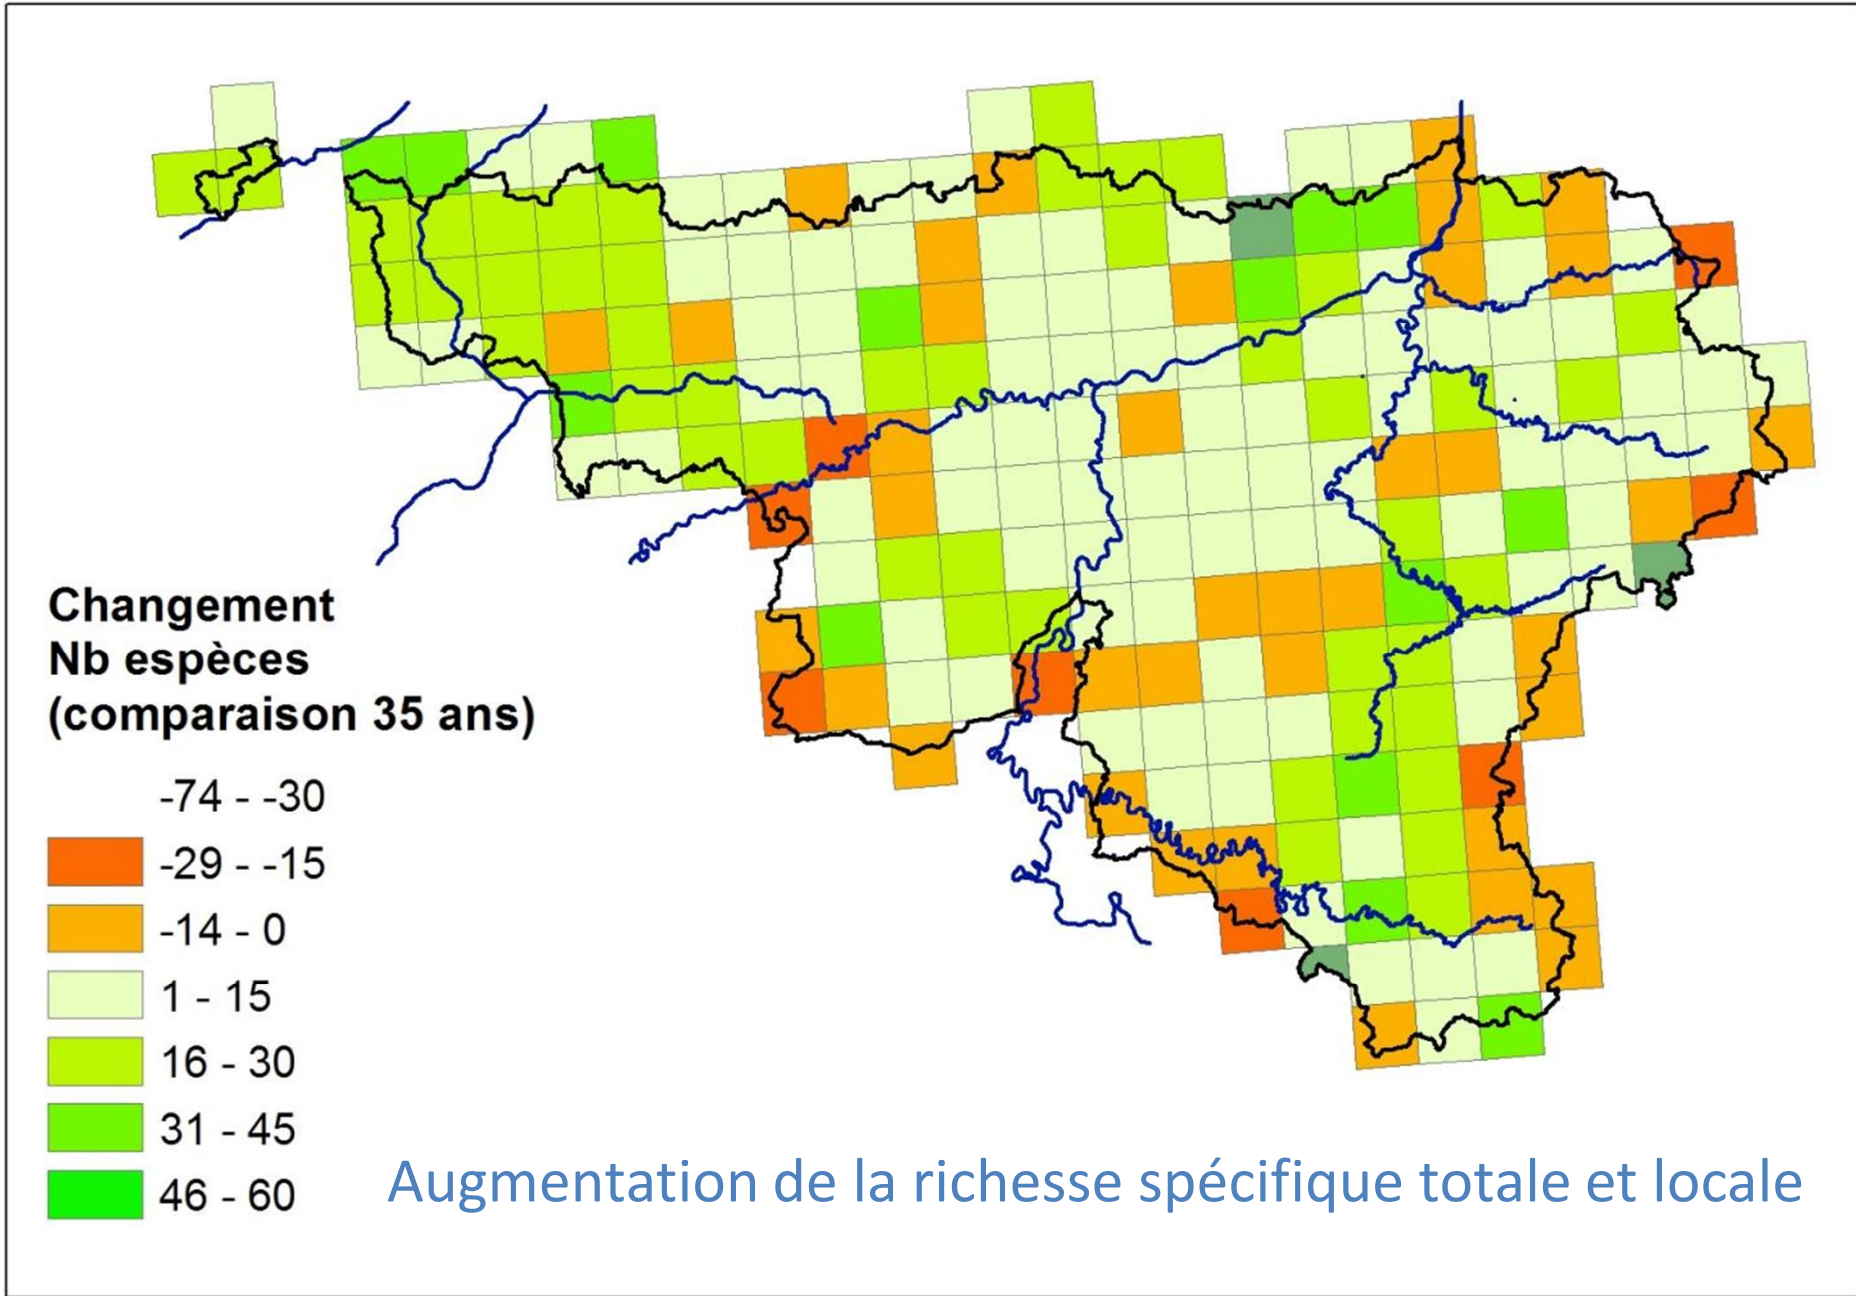 Changement
Nb espèces
(comparaison 35 ans)
-74 - -30
-29 - -15
-14 - 0
1 - 15
16 - 30
31 - 45
46 - 60
Augmentation de la richesse spécifique totale et locale